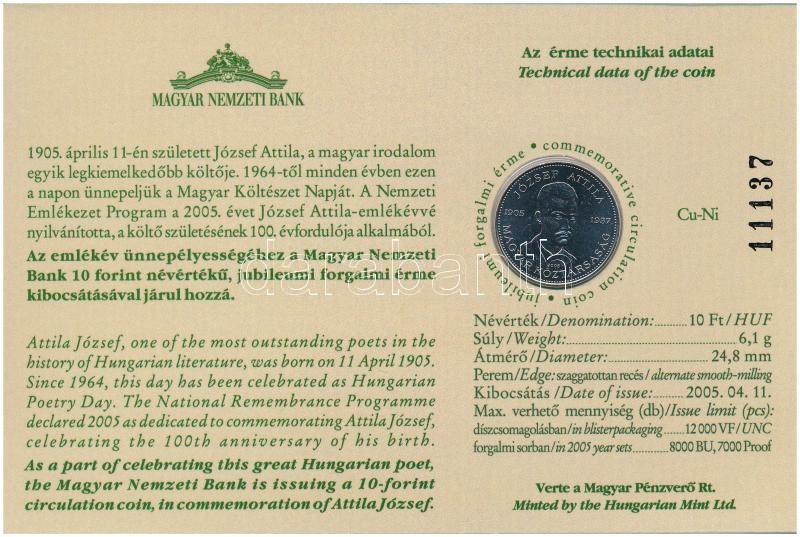 MAGYAR NEMZETI BANK
1905. április 11-én született József Attila, a magyar irodalom
egyik legkiemelkedőbb költője. 1964-től minden évben ezen
a napon ünnepeljük a Magyar Költészet Napját. A Nemzeti
Emlékezet Program a 2005. évet József Attila-emlékévvé
nyilvánította, a költő születésének 100. évfordulója alkalmából.
Az emlékév ünnepélyességéhez a Magyar Nemzeti
Bank 10 forint névértékű, jubileumi forgalmi érme
kibocsátásával járul hozzá.
Attila József, one of the most outstanding poets in the
history of Hungarian literature, was born on 11 April 1905.
Since 1964, this day has been celebrated as Hungarian
Poetry Day. The National Remembrance Programme
declared 2005 as dedicated to commemorating Attila József,
celebrating the 100th anniversary of his birth.
As a part of celebrating this great Hungarian poet,
the Magyar Nemzeti Bank is issuing a 10-forint
circulation coin, in commemoration of Attila József.
Az érme technikai adatai
Technical data of the coin
jubileumi forgalmi érme • commemorative circulation coin •
JÓZSEF ATTILA
1905 1937
MAGYAR KÖZTÁRSASÁG
2005
Cu-Ni
11137
Névérték/Denomination:.......10 Ft/HUF
Súly/Weight:.......6,1 g
Átmérő/Diameter:.......24,8 mm
Perem/Edge: szaggatottan recés/alternate smooth-milling
Kibocsátás/Date of issue:.......2005. 04. 11.
Max. verhető mennyiség (db)/Issue limit (pcs):
díszcsomagolásban/in blisterpackaging.......12 000 VF/UNC
forgalmi sorban/in 2005 year sets.......8000 BU, 7000 Proof
Verte a Magyar Pénzverő Rt.
Minted by the Hungarian Mint Ltd.
darabanth